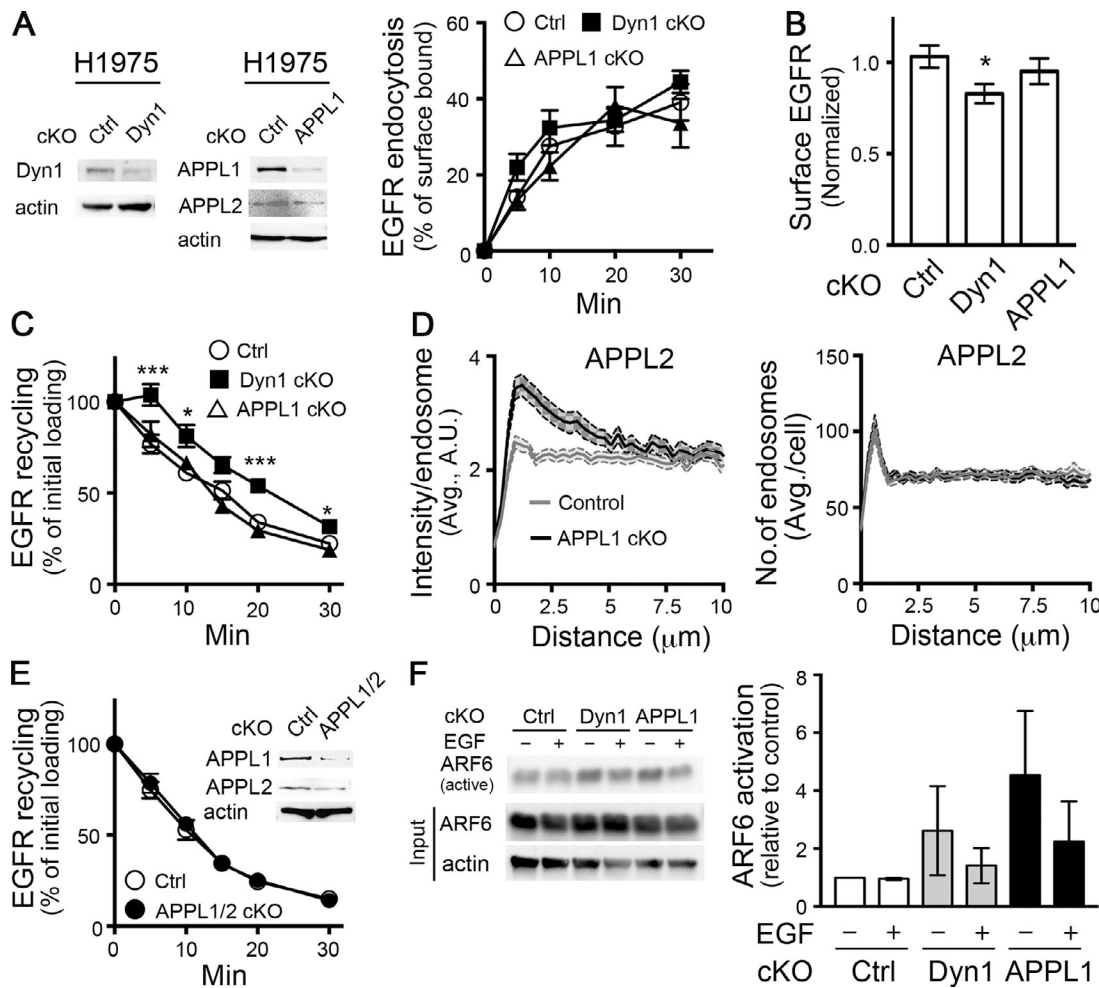 A
H1975
H1975
cKO
Ctrl
Dyn1
cKO
Ctrl
APPL1
Dyn1
actin
APPL1
APPL2
actin
Ctrl
Dyn1 cKO
APPL1 cKO
EGFR endocytosis
(% of surface bound)
60
40
20
0
0
10
20
30
Min
B
Surface EGFR
(Normalized)
1.0
0.0
*
cKO
Ctrl
Dyn1
APPL1
C
EGFR recycling
(% of initial loading)
100
50
0
***
*
***
*
Ctrl
Dyn1 cKO
APPL1 cKO
0
10
20
30
Min
D
APPL2
Intensity/endosome
(Avg., A.U.)
4
2
0
Control
APPL1 cKO
0
2.5
5
7.5
10
Distance (μm)
APPL2
No.of endosomes
(Avg./cell)
150
100
50
0
2.5
5
7.5
10
Distance (μm)
E
EGFR recycling
(% of initial loading)
100
50
0
cKO
Ctrl
APPL1/2
APPL1
APPL2
actin
Ctrl
APPL1/2 cKO
0
10
20
30
Min
F
cKO
Ctrl
Dyn1
APPL1
EGF
− + − + − +
ARF6
(active)
Input
ARF6
actin
ARF6 activation
(relative to control)
8
6
4
2
0
EGF
− + − + − +
cKO
Ctrl
Dyn1
APPL1